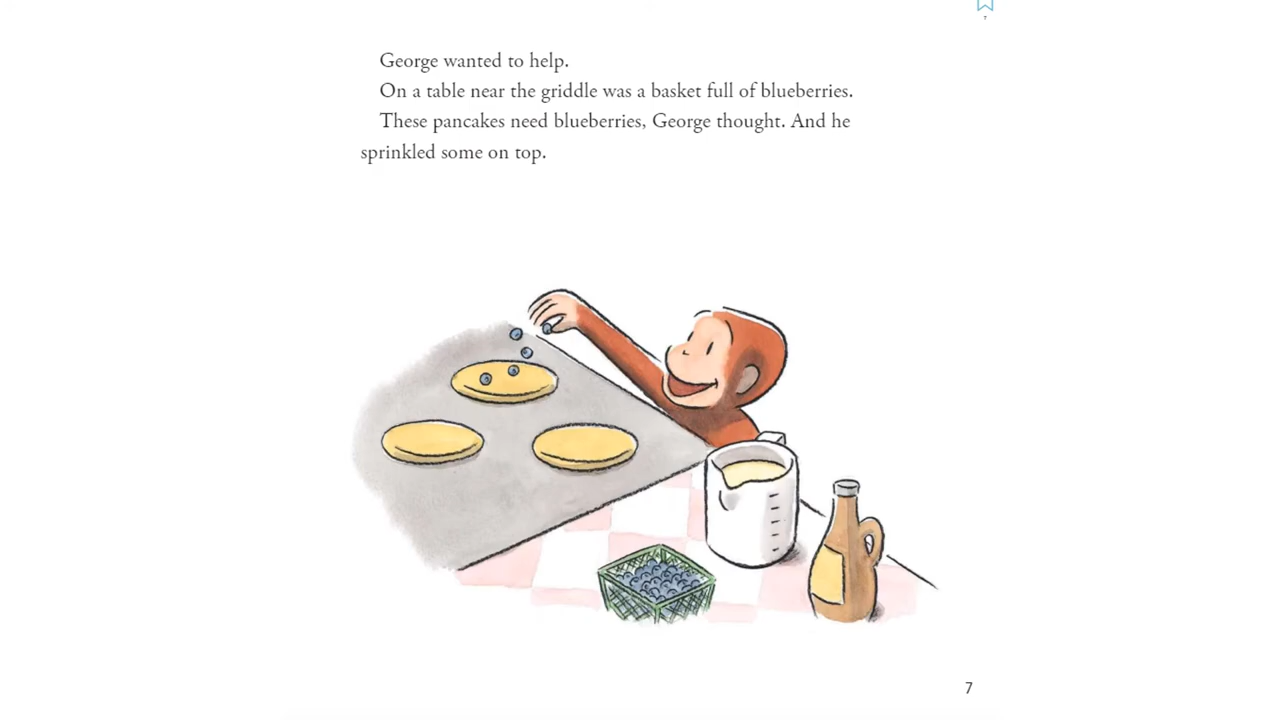 George wanted to help.
On a table near the griddle was a basket full of blueberries.
These pancakes need blueberries, George thought. And he
sprinkled some on top.
7